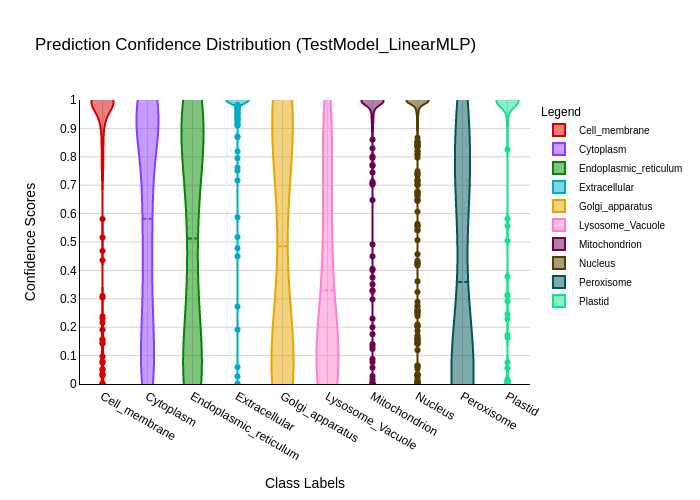 Prediction Confidence Distribution (TestModel_LinearMLP)
Legend
Cell_membrane
Cytoplasm
Endoplasmic_reticulum
Extracellular
Golgi_apparatus
Lysosome_Vacuole
Mitochondrion
Nucleus
Peroxisome
Plastid
Confidence Scores
1
0.9
0.8
0.7
0.6
0.5
0.4
0.3
0.2
0.1
0
Cell_membrane
Cytoplasm
Endoplasmic_reticulum
Extracellular
Golgi_apparatus
Lysosome_Vacuole
Mitochondrion
Nucleus
Peroxisome
Plastid
Class Labels